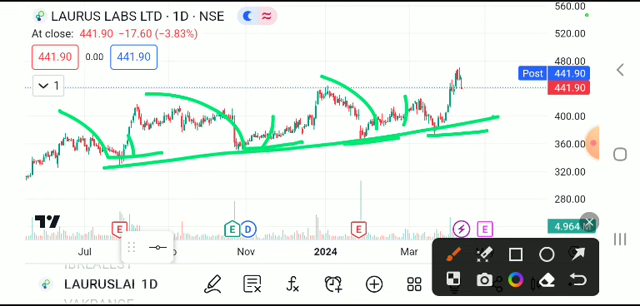 LAURUS LABS LTD · 1D · NSE
At close: 441.90 −17.60 (−3.83%)
441.90 0.00 441.90
1
560.00
520.00
480.00
Post 441.90
441.90
400.00
360.00
320.00
280.00
4.964
E E D E E
Jul Nov 2024 Mar
LAURUSLAI 1D